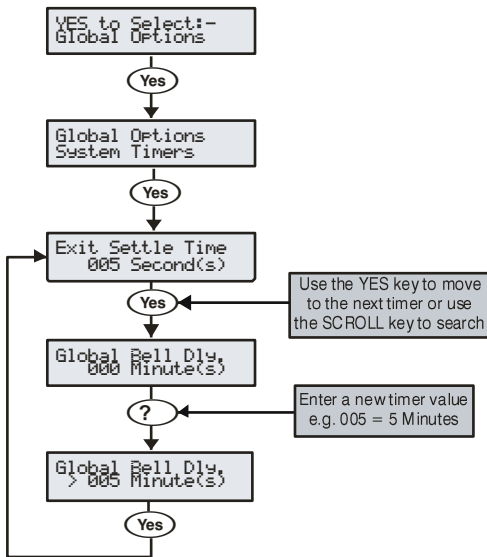 YES to Select:-
Global Options
Yes
Global Options
System Timers
Yes
Exit Settle Time
005 Second(s)
Yes
Use the YES key to move
to the next timer or use
the SCROLL key to search
Global Bell Dly.
000 Minute(s)
?
Enter a new timer value
e.g. 005 = 5 Minutes
Global Bell Dly.
> 005 Minute(s)
Yes